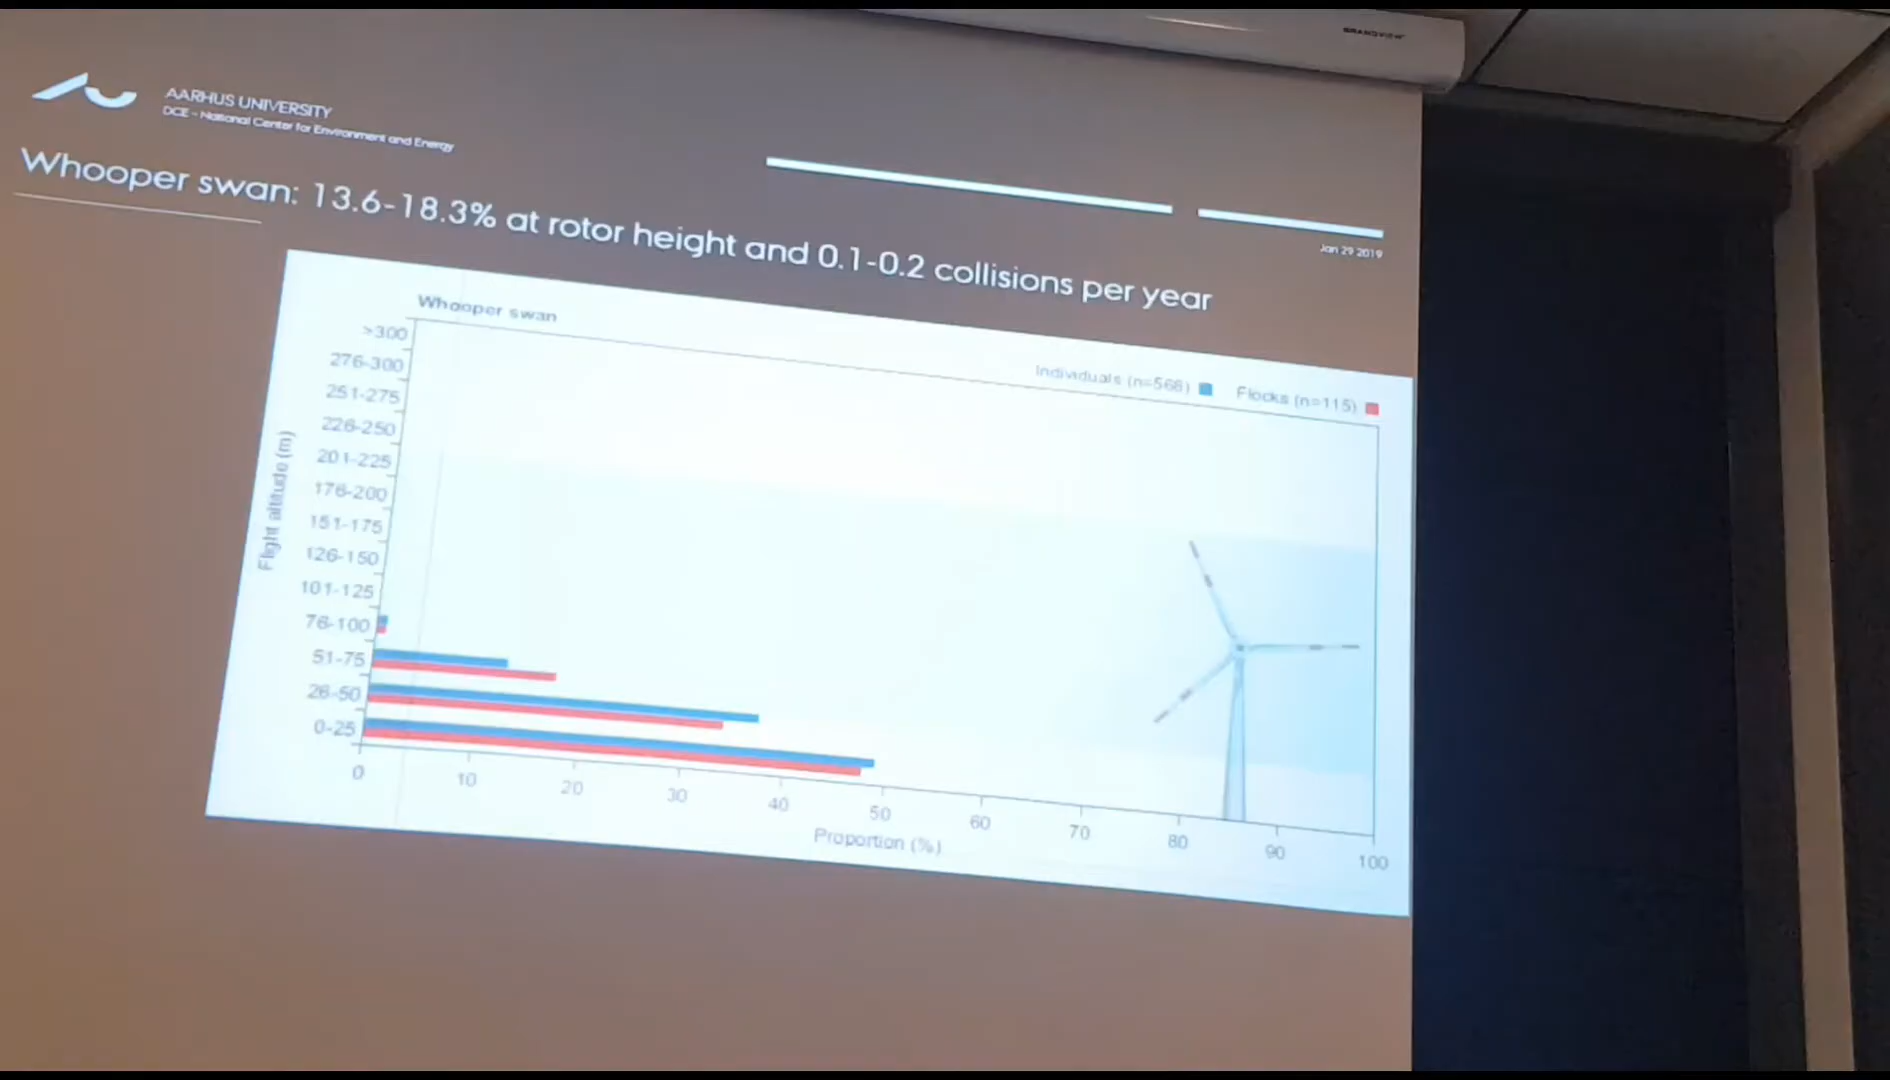 GRANDVIEW
AARHUS UNIVERSITY
DCE - National Center for Environment and Energy
Whooper swan: 13.6-18.3% at rotor height and 0.1-0.2 collisions per year
Jan 29 2019
Whooper swan
Individuals (n=568) Flocks (n=115)
Flight altitude (m)
>300
276-300
251-275
226-250
201-225
176-200
151-175
126-150
101-125
76-100
51-75
26-50
0-25
0 10 20 30 40 50 60 70 80 90 100
Proportion (%)